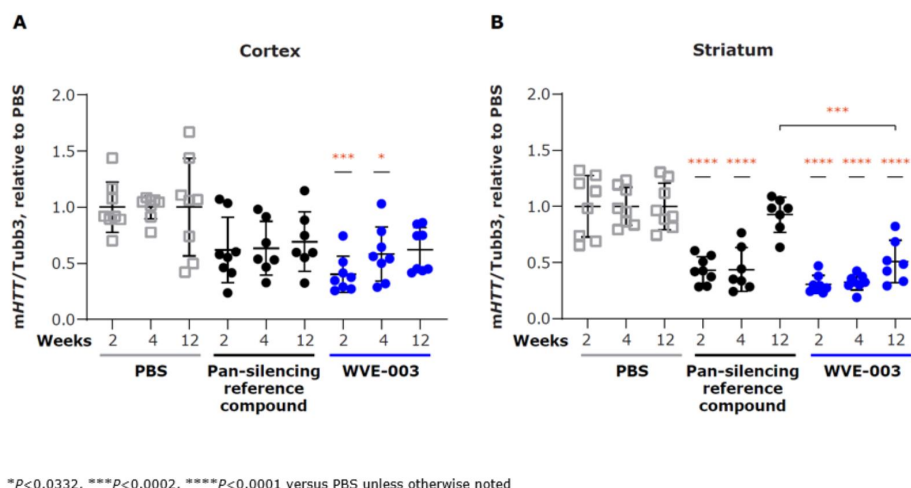 A
Cortex
mHTT/Tubb3, relative to PBS
2.0
1.5
1.0
0.5
0.0
*** *
Weeks 2 4 12 2 4 12 2 4 12
PBS
Pan-silencing
reference
compound
WVE-003
B
Striatum
mHTT/Tubb3, relative to PBS
2.0
1.5
1.0
0.5
0.0
***
**** **** **** **** ****
Weeks 2 4 12 2 4 12 2 4 12
PBS
Pan-silencing
reference
compound
WVE-003
*P<0.0332, ***P<0.0002, ****P<0.0001 versus PBS unless otherwise noted